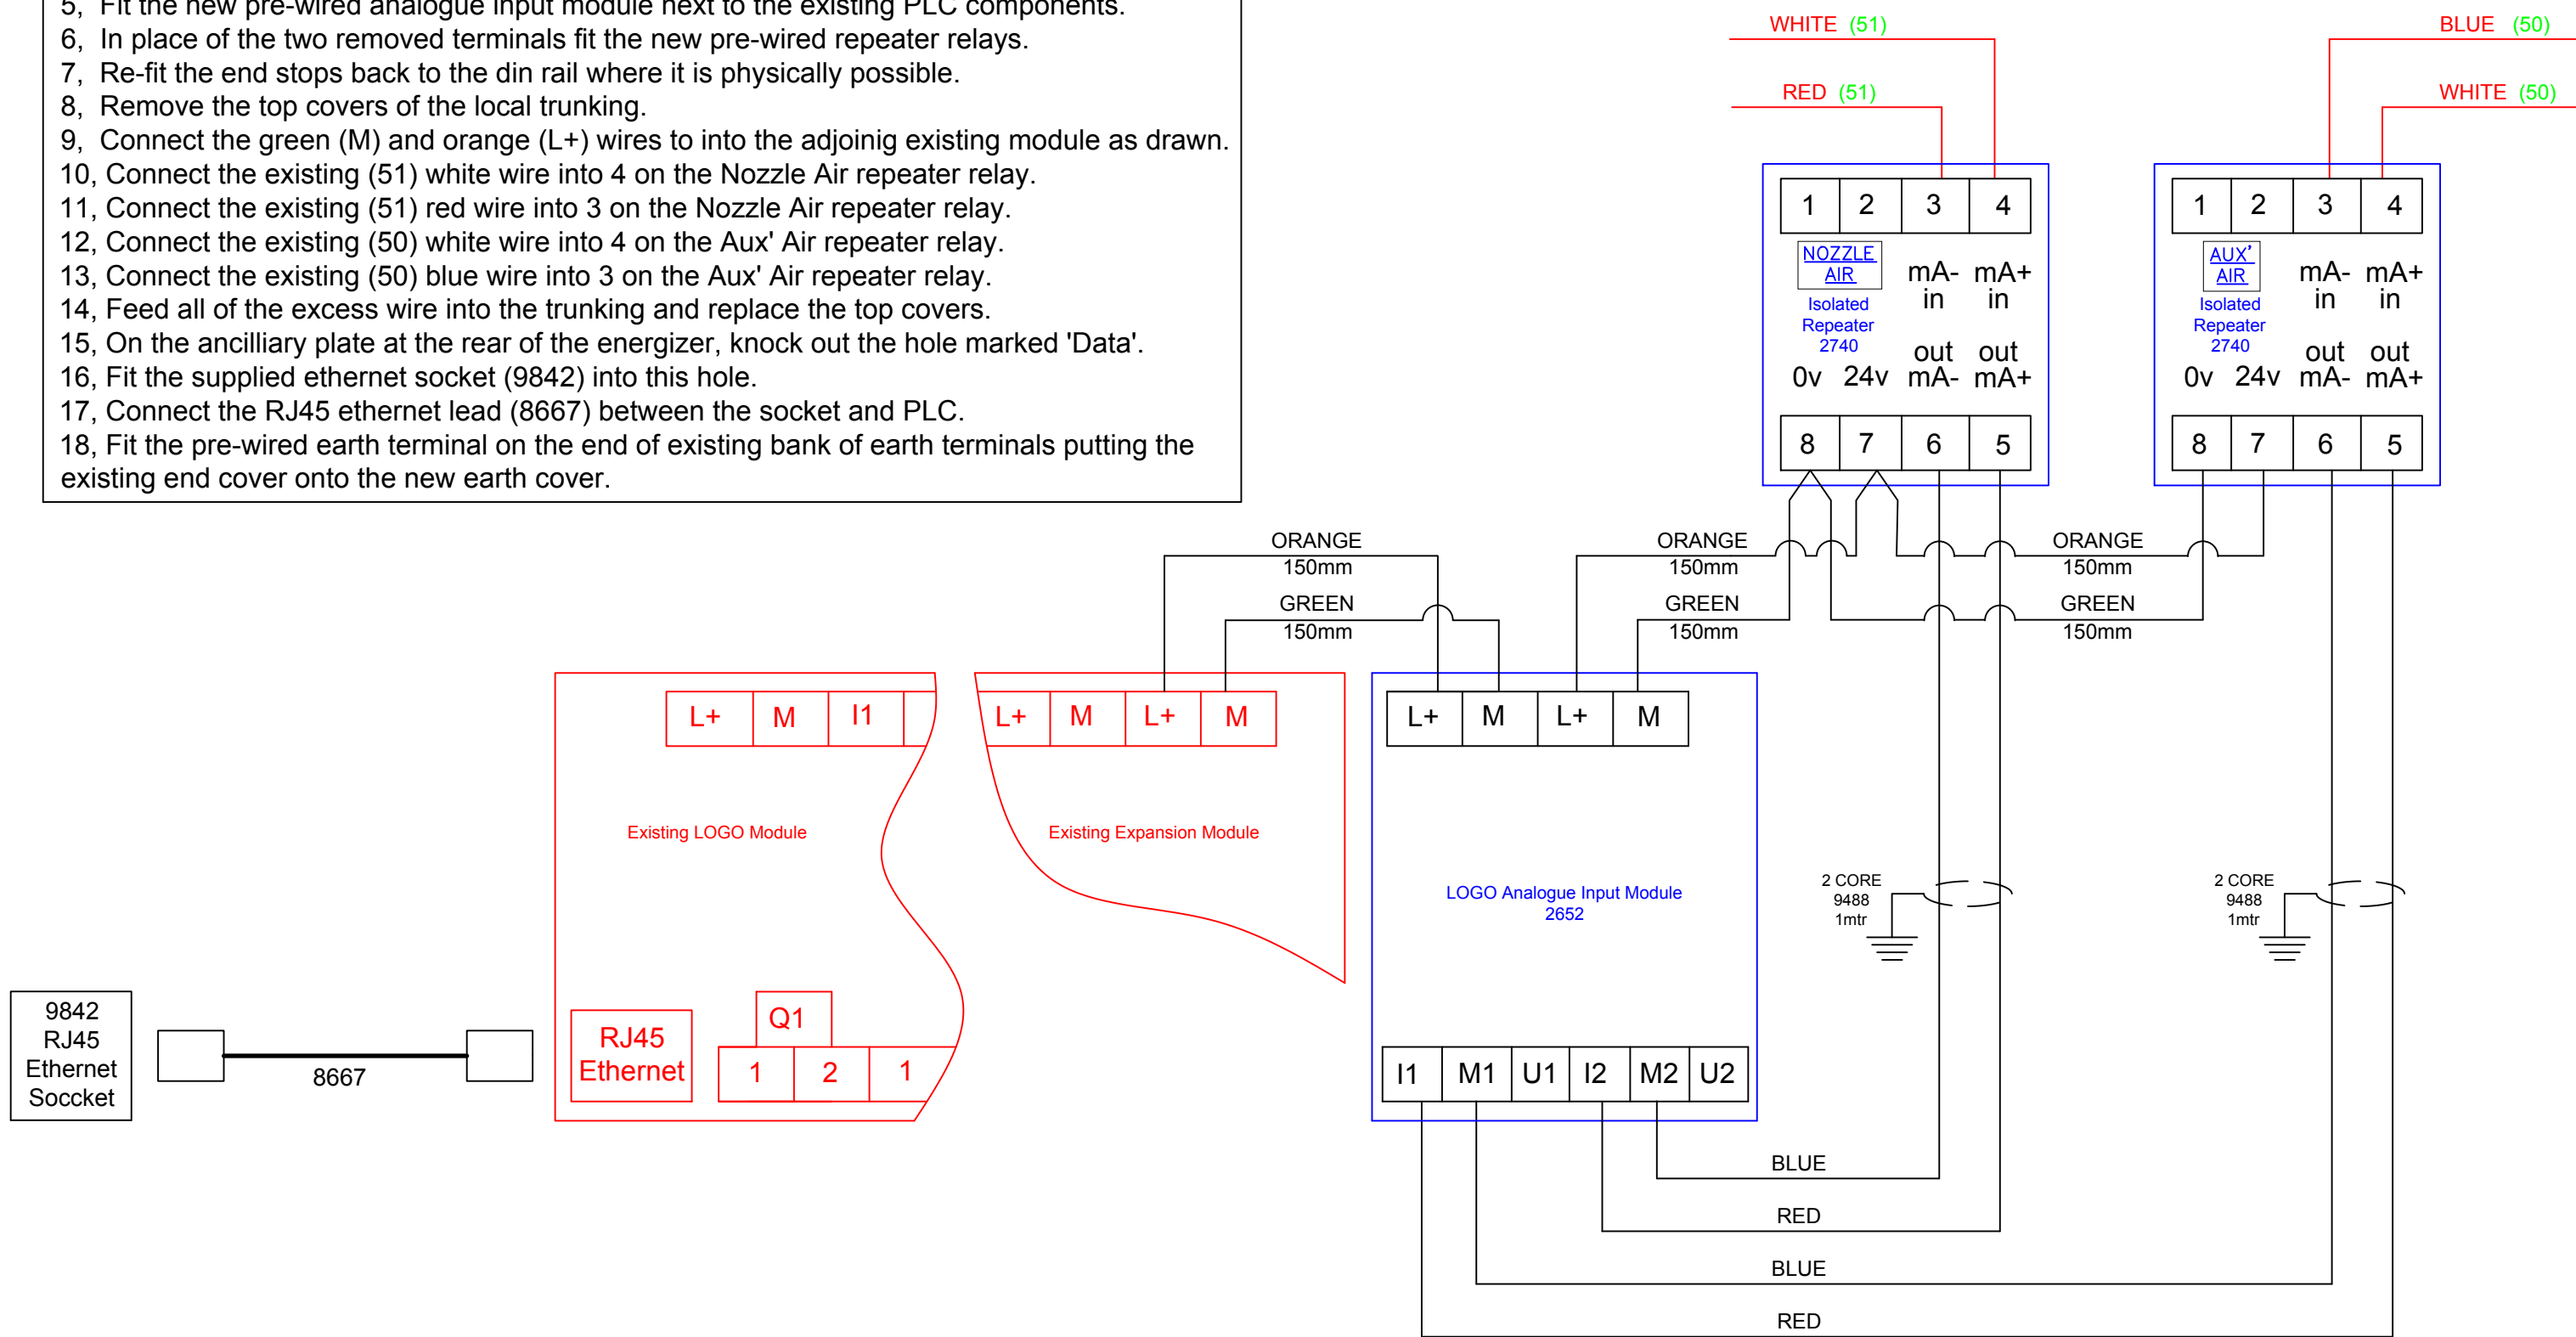 5, Fit the new pre-wired analogue input module next to the existing PLC components.
6, In place of the two removed terminals fit the new pre-wired repeater relays.
7, Re-fit the end stops back to the din rail where it is physically possible.
8, Remove the top covers of the local trunking.
9, Connect the green (M) and orange (L+) wires to into the adjoinig existing module as drawn.
10, Connect the existing (51) white wire into 4 on the Nozzle Air repeater relay.
11, Connect the existing (51) red wire into 3 on the Nozzle Air repeater relay.
12, Connect the existing (50) white wire into 4 on the Aux' Air repeater relay.
13, Connect the existing (50) blue wire into 3 on the Aux' Air repeater relay.
14, Feed all of the excess wire into the trunking and replace the top covers.
15, On the ancilliary plate at the rear of the energizer, knock out the hole marked 'Data'.
16, Fit the supplied ethernet socket (9842) into this hole.
17, Connect the RJ45 ethernet lead (8667) between the socket and PLC.
18, Fit the pre-wired earth terminal on the end of existing bank of earth terminals putting the
existing end cover onto the new earth cover.
WHITE (51)
RED (51)
1 2 3 4
NOZZLE
AIR
mA- mA+
in in
Isolated
Repeater
2740
out out
0v 24v mA- mA+
8 7 6 5
BLUE (50)
WHITE (50)
1 2 3 4
AUX'
AIR
mA- mA+
in in
Isolated
Repeater
2740
out out
0v 24v mA- mA+
8 7 6 5
ORANGE
150mm
GREEN
150mm
ORANGE
150mm
GREEN
150mm
ORANGE
150mm
GREEN
150mm
L+ M I1
Existing LOGO Module
RJ45
Ethernet
Q1
1 2 1
L+ M L+ M
Existing Expansion Module
L+ M L+ M
LOGO Analogue Input Module
2652
I1 M1 U1 I2 M2 U2
2 CORE
9488
1mtr
2 CORE
9488
1mtr
9842
RJ45
Ethernet
Soccket
8667
BLUE
RED
BLUE
RED